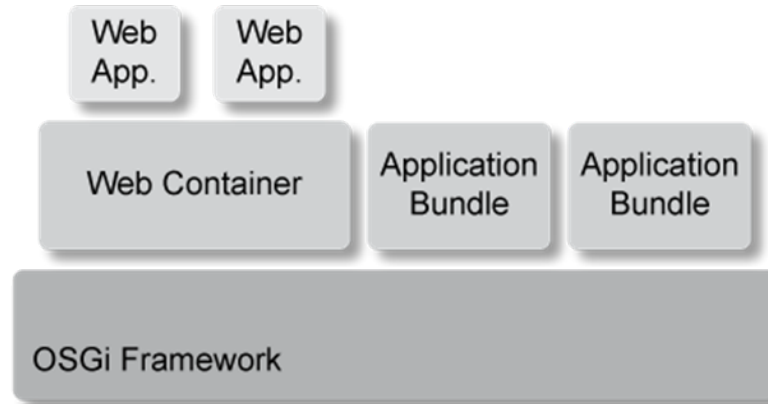 Web
App.
Web
App.
Web Container
Application
Bundle
Application
Bundle
OSGi Framework